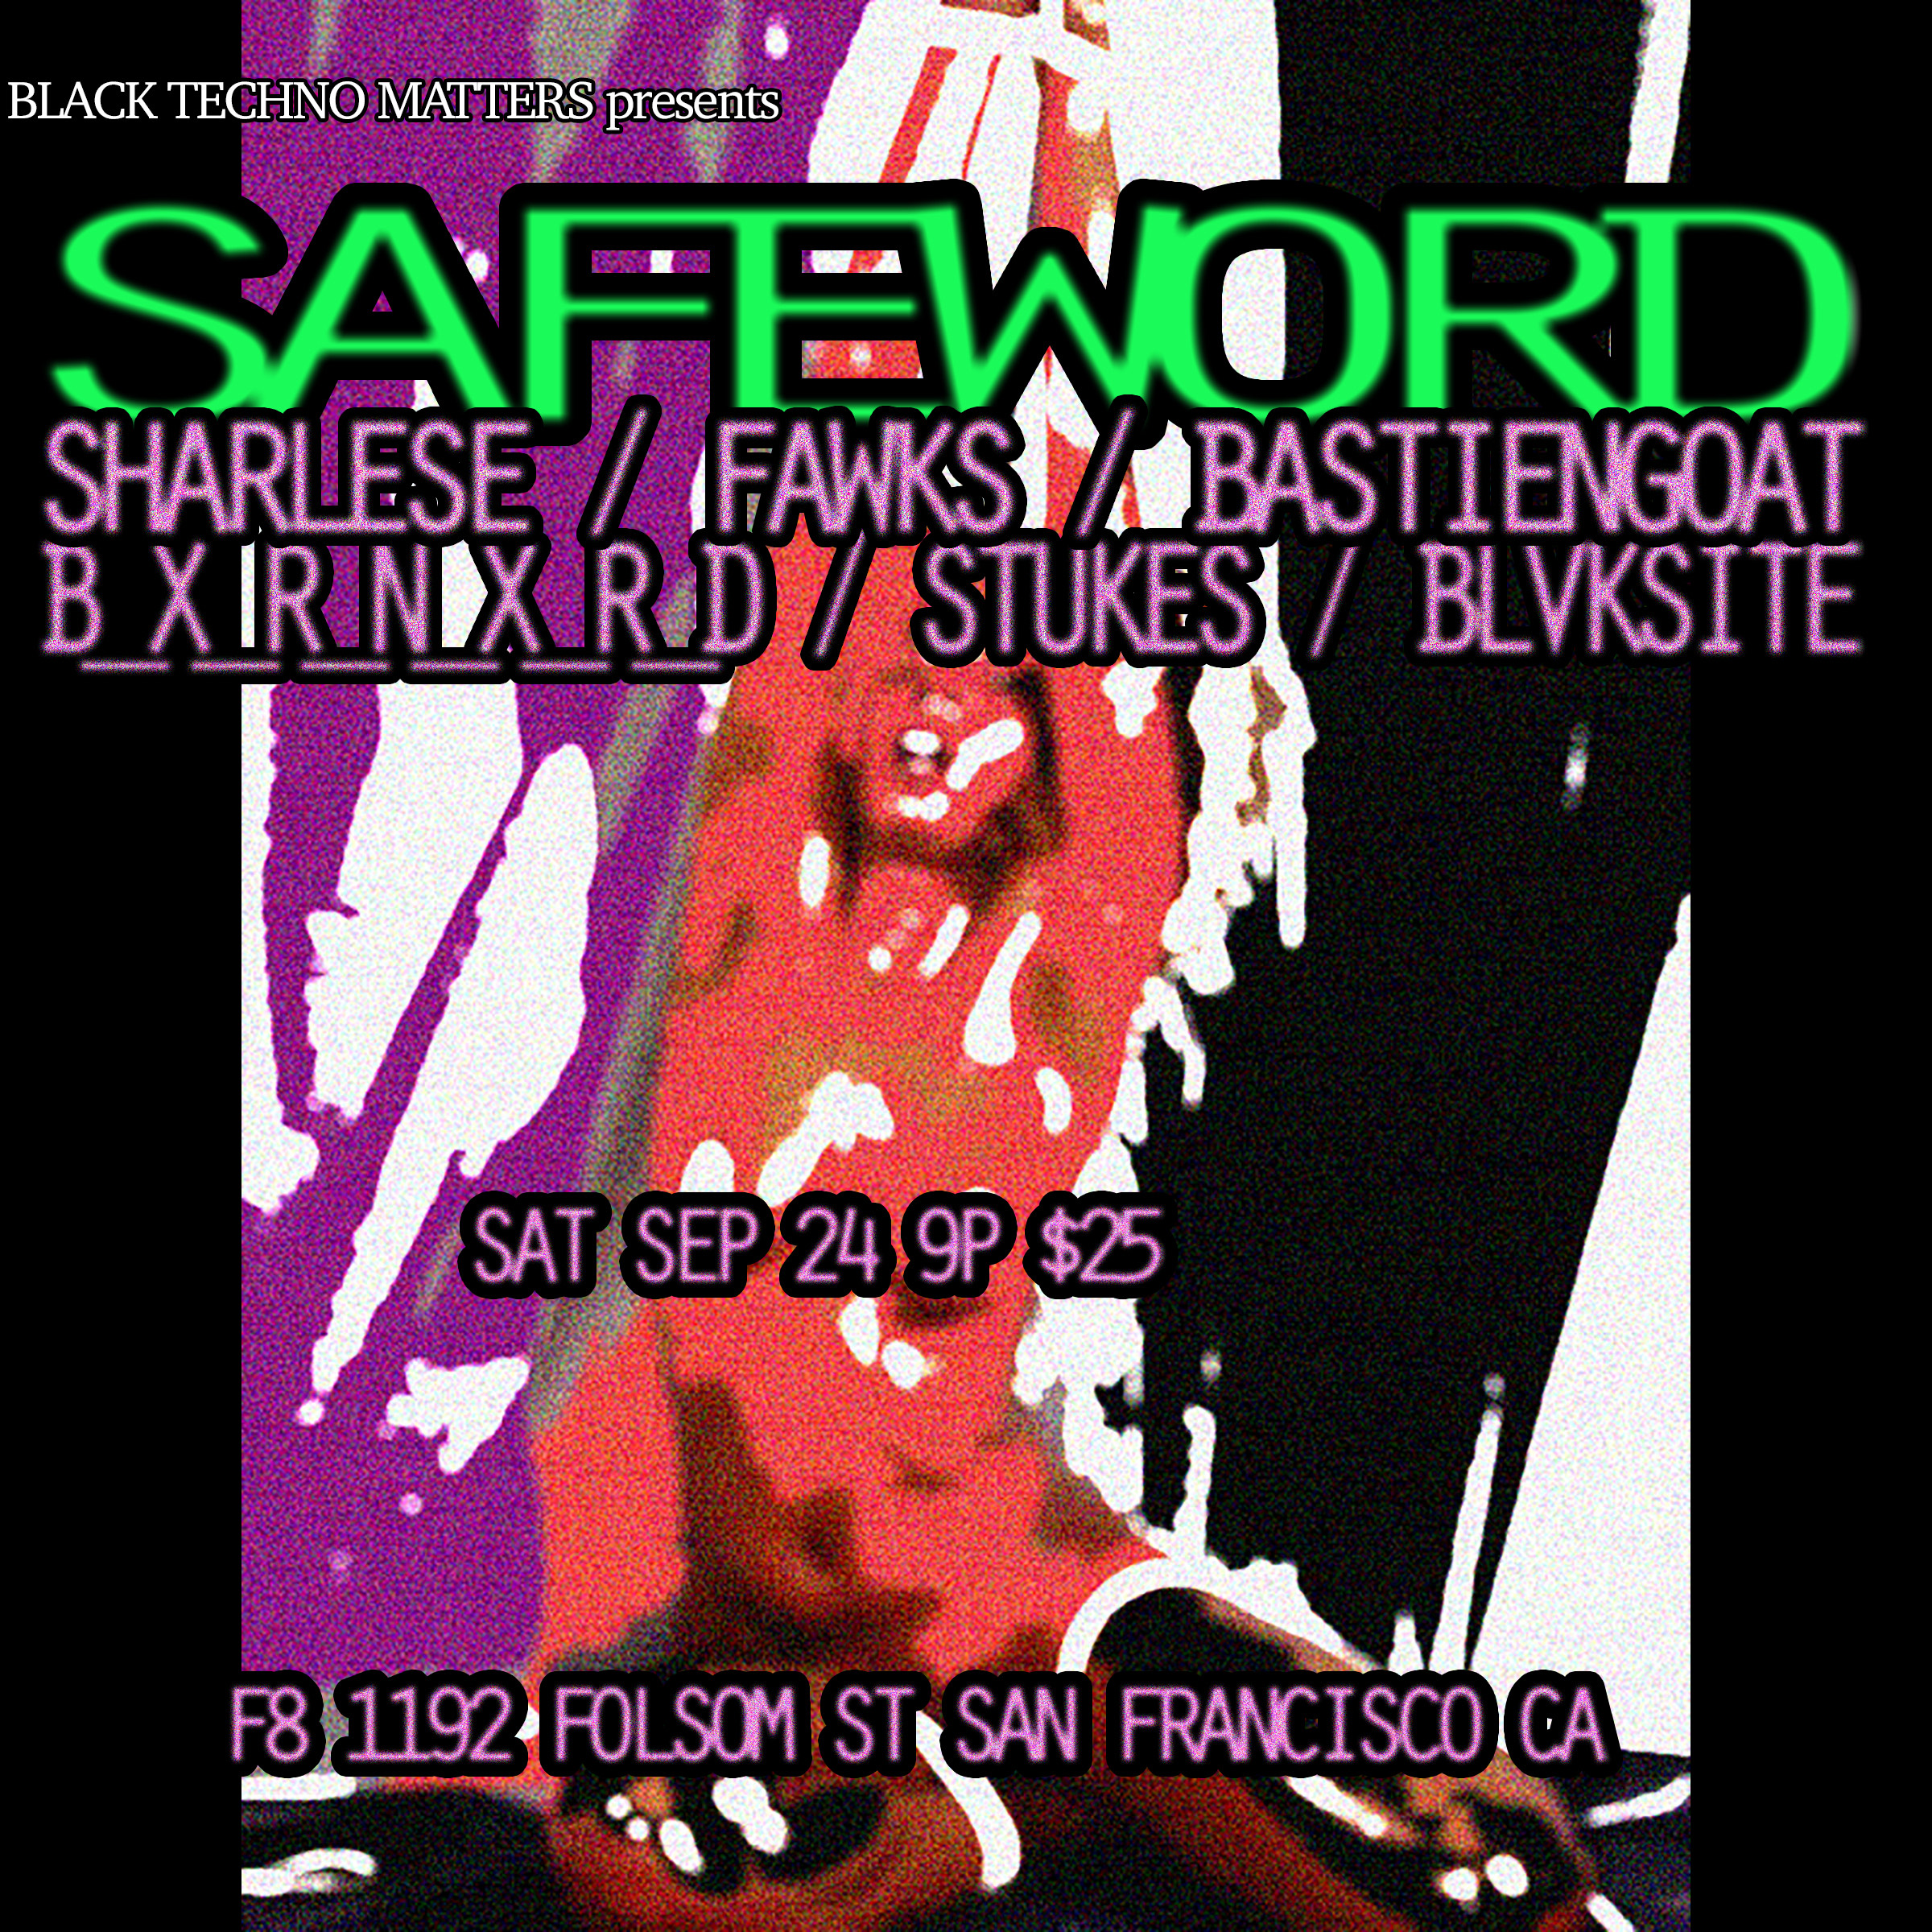 BLACK TECHNO MATTERS presents
SAFEWORD
SHARLESE / FAWKS / BASTIENGOAT
B_X_R_N_X_R_D / STUKES / BLVKSITE
SAT SEP 24 9P $25
F8 1192 FOLSOM ST SAN FRANCISCO CA